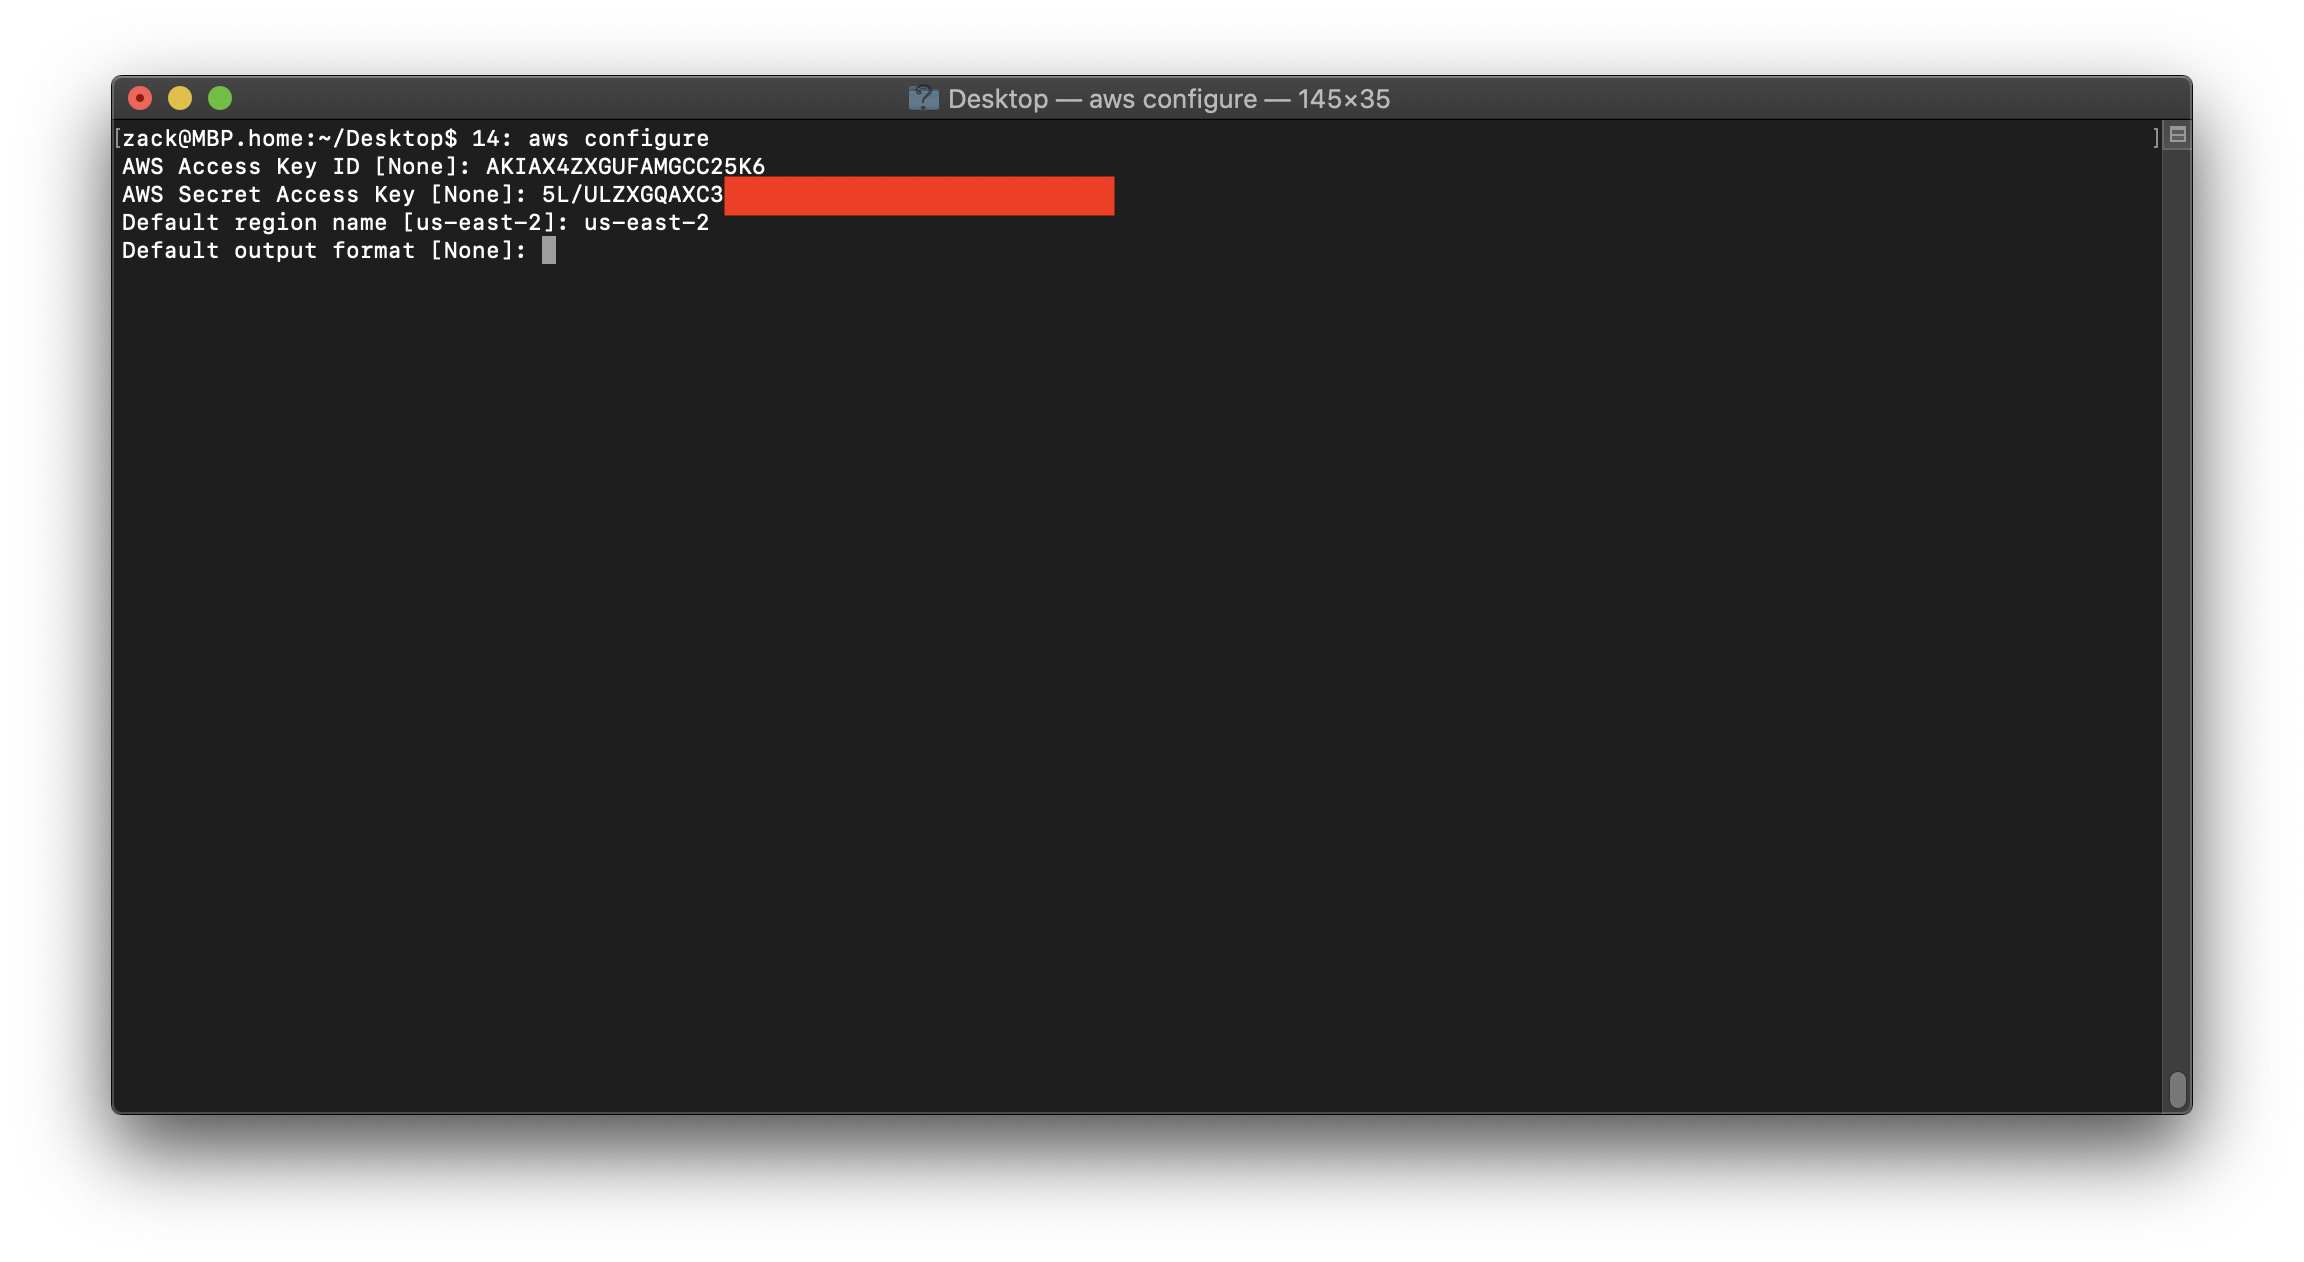 Desktop — aws configure — 145×35
[zack@MBP.home:~/Desktop$ 14: aws configure ]
AWS Access Key ID [None]: AKIAX4ZXGUFAMGCC25K6
AWS Secret Access Key [None]: 5L/ULZXGQAXC3
Default region name [us-east-2]: us-east-2
Default output format [None]: